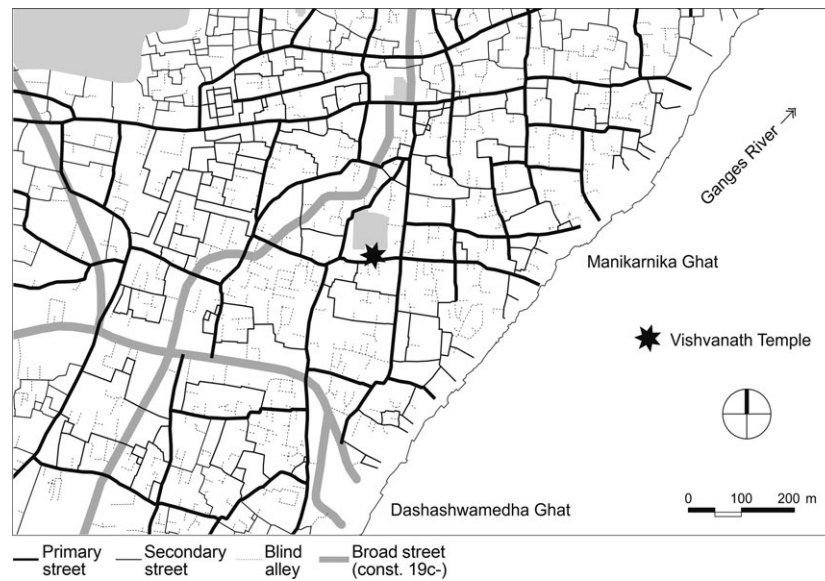 Ganges River
Manikarnika Ghat
Vishvanath Temple
0 100 200 m
Dashashwamedha Ghat
Primary street
Secondary street
Blind alley
Broad street (const. 19c-)